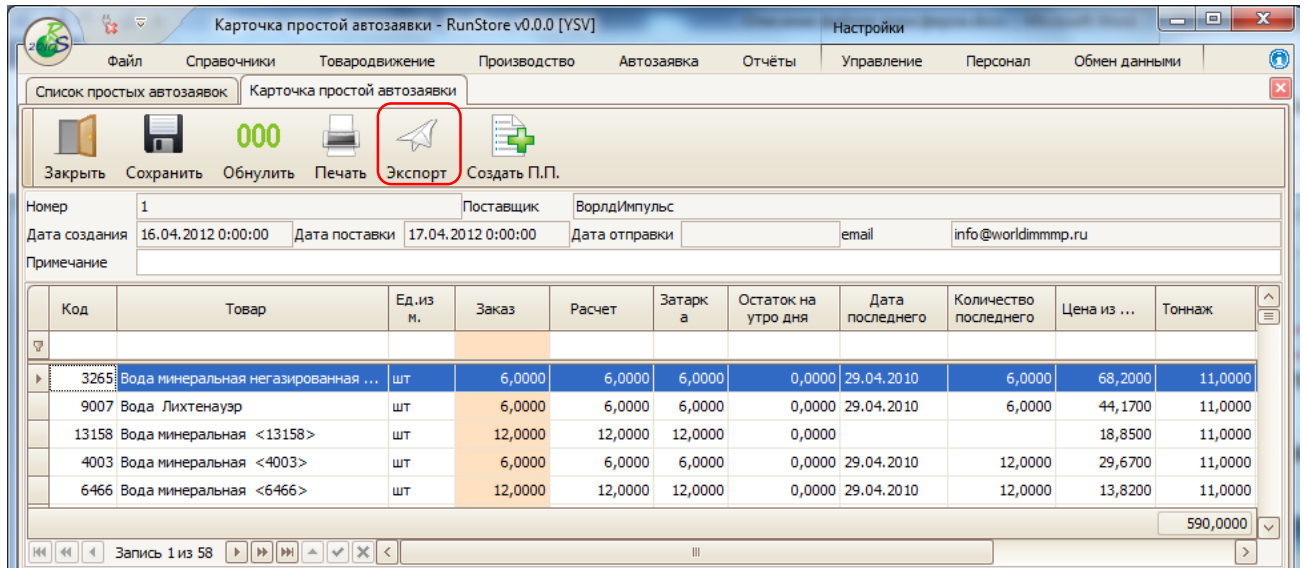 Карточка простой автозаявки - RunStore v0.0.0 [YSV]
Настройки
Файл Справочники Товародвижение Производство Автозаявка Отчёты Управление Персонал Обмен данными
Список простых автозаявок Карточка простой автозаявки
000
Закрыть Сохранить Обнулить Печать Экспорт Создать П.П.
Номер 1 Поставщик ВорлдИмпульс
Дата создания 16.04.2012 0:00:00 Дата поставки 17.04.2012 0:00:00 Дата отправки email info@worldimmmp.ru
Примечание
Код Товар Ед.из м. Заказ Расчет Затарк а Остаток на утро дня Дата последнего Количество последнего Цена из ... Тоннаж
3265 Вода минеральная негазированная ... шт 6,0000 6,0000 6,0000 0,0000 29.04.2010 6,0000 68,2000 11,0000
9007 Вода Лихтенауэр шт 6,0000 6,0000 6,0000 0,0000 29.04.2010 6,0000 44,1700 11,0000
13158 Вода минеральная <13158> шт 12,0000 12,0000 12,0000 0,0000 18,8500 11,0000
4003 Вода минеральная <4003> шт 6,0000 6,0000 6,0000 0,0000 29.04.2010 12,0000 29,6700 11,0000
6466 Вода минеральная <6466> шт 12,0000 12,0000 12,0000 0,0000 29.04.2010 12,0000 13,8200 11,0000
590,0000
Запись 1 из 58